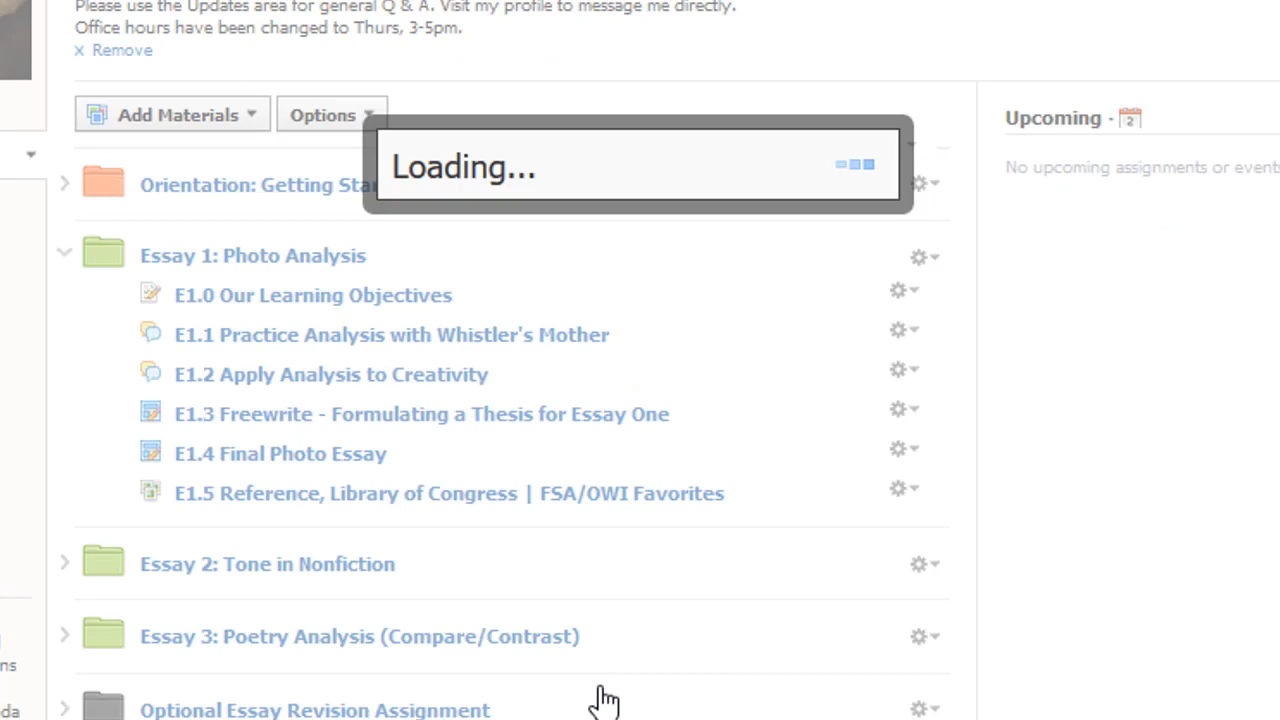 Please use the Updates area for general Q & A. Visit my profile to message me directly.
Office hours have been changed to Thurs, 3-5pm.
x Remove
Add Materials
Options
Upcoming ·
2
Loading...
No upcoming assignments or events
Orientation: Getting
Essay 1: Photo Analysis
E1.0 Our Learning Objectives
E1.1 Practice Analysis with Whistler's Mother
E1.2 Apply Analysis to Creativity
E1.3 Freewrite - Formulating a Thesis for Essay One
E1.4 Final Photo Essay
E1.5 Reference, Library of Congress | FSA/OWI Favorites
Essay 2: Tone in Nonfiction
Essay 3: Poetry Analysis (Compare/Contrast)
Optional Essay Revision Assignment